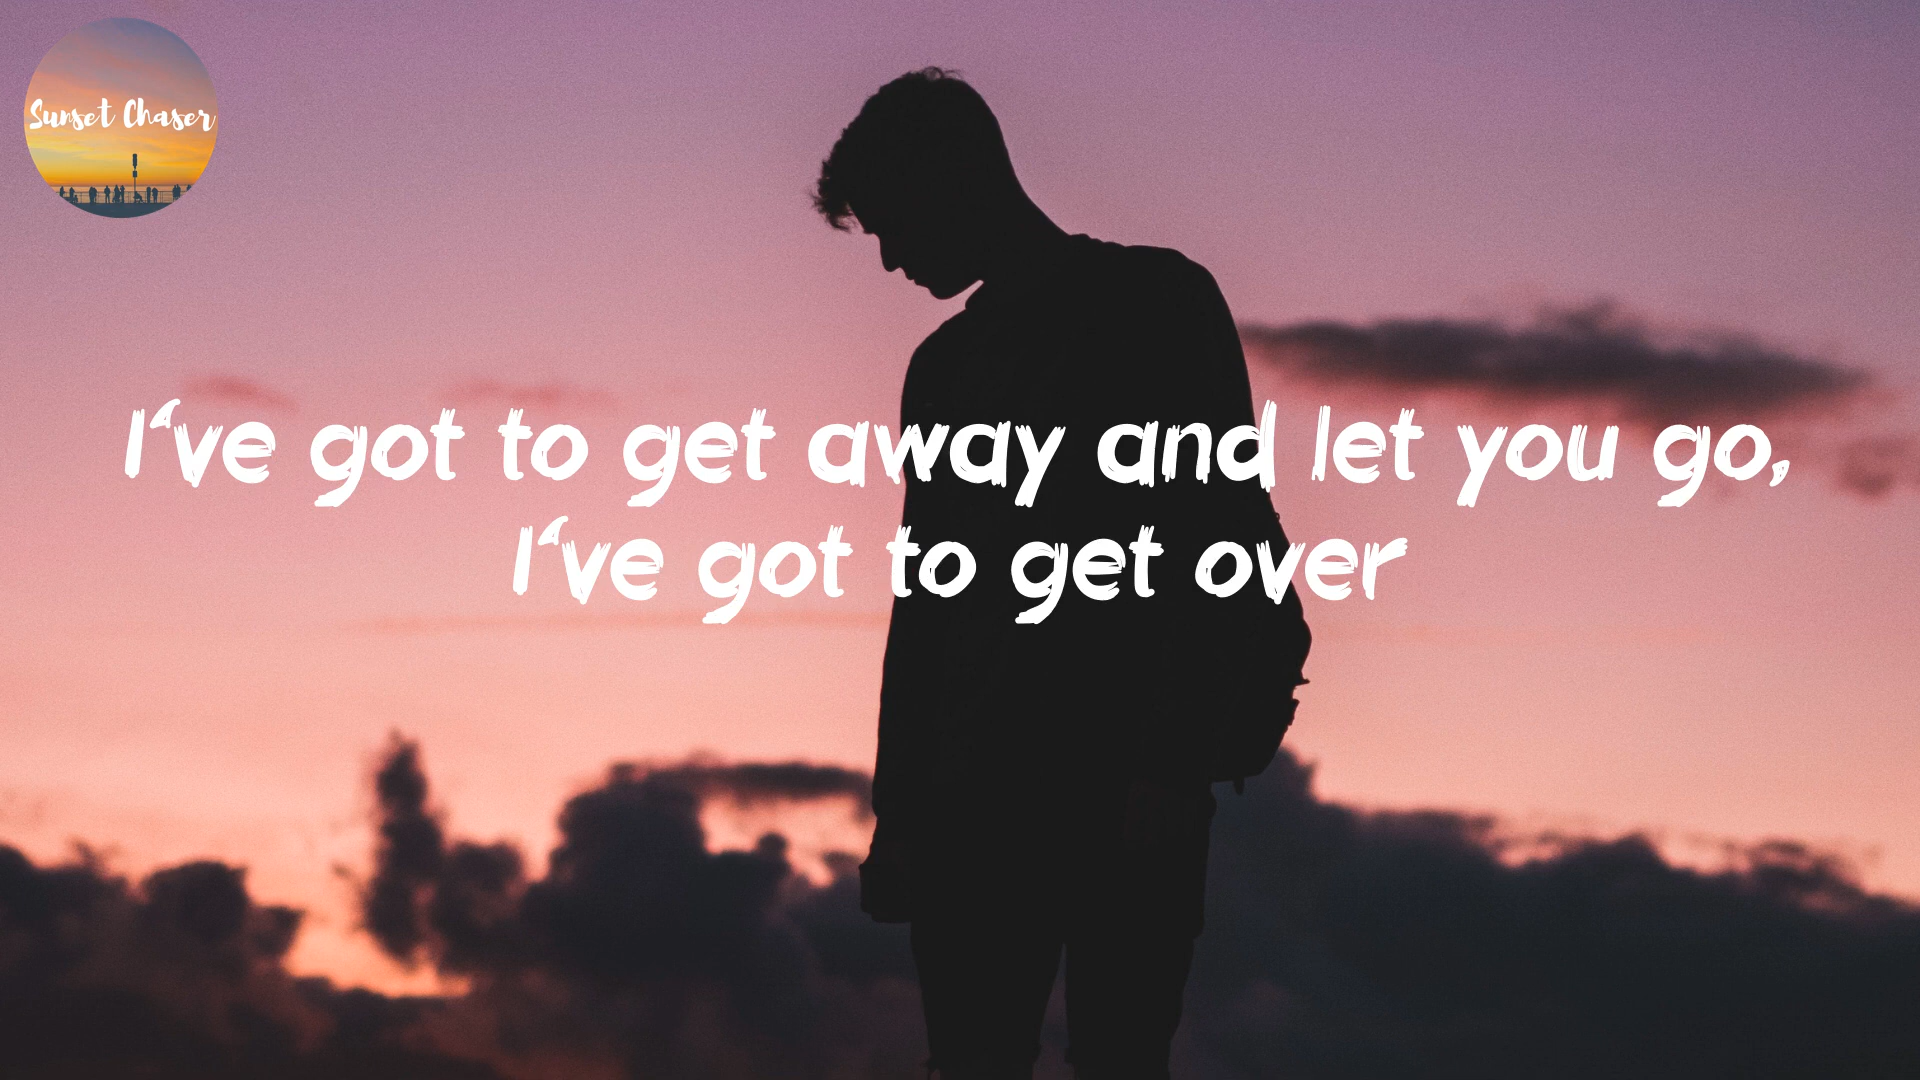 Sunset Chaser
I've got to get away and let you go,
I've got to get over